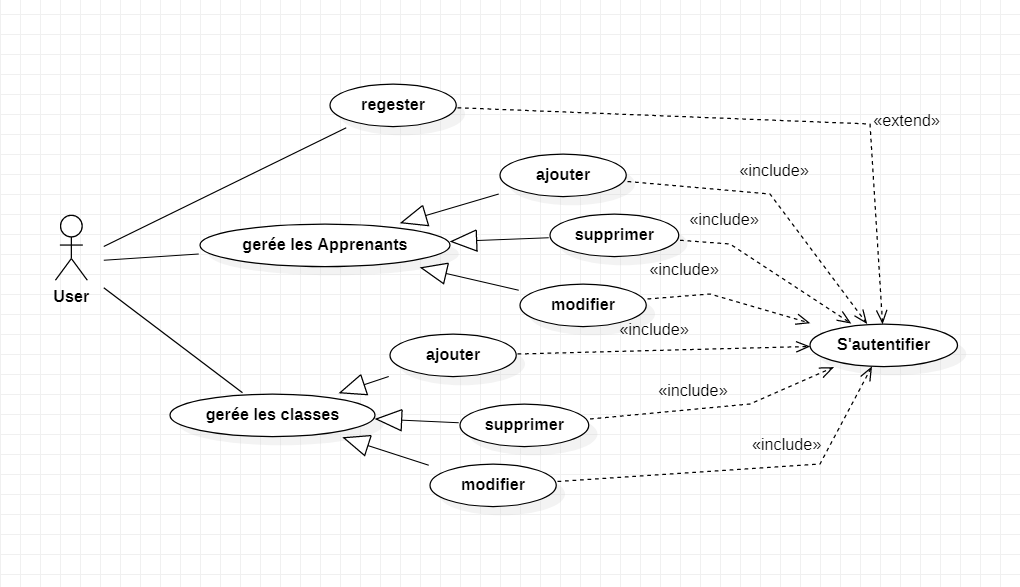 regester
«extend»
ajouter
«include»
supprimer
«include»
gerée les Apprenants
«include»
User
modifier
«include»
ajouter
S'autentifier
«include»
gerée les classes
supprimer
«include»
modifier